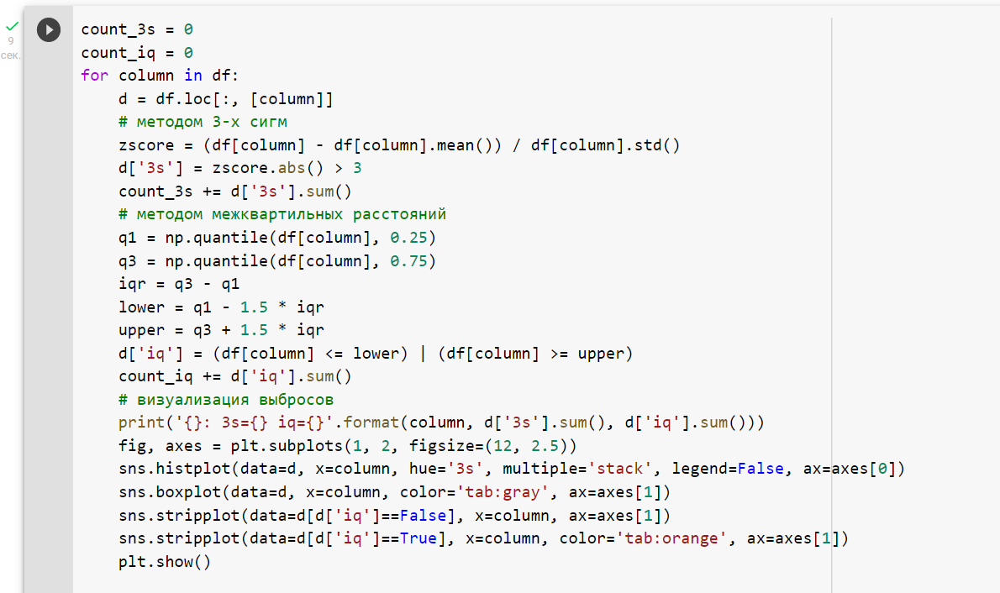 count_3s = 0
count_iq = 0
for column in df:
    d = df.loc[:, [column]]
    # методом 3-х сигм
    zscore = (df[column] - df[column].mean()) / df[column].std()
    d['3s'] = zscore.abs() > 3
    count_3s += d['3s'].sum()
    # методом межквартильных расстояний
    q1 = np.quantile(df[column], 0.25)
    q3 = np.quantile(df[column], 0.75)
    iqr = q3 - q1
    lower = q1 - 1.5 * iqr
    upper = q3 + 1.5 * iqr
    d['iq'] = (df[column] <= lower) | (df[column] >= upper)
    count_iq += d['iq'].sum()
    # визуализация выбросов
    print('{}: 3s={} iq={}'.format(column, d['3s'].sum(), d['iq'].sum()))
    fig, axes = plt.subplots(1, 2, figsize=(12, 2.5))
    sns.histplot(data=d, x=column, hue='3s', multiple='stack', legend=False, ax=axes[0])
    sns.boxplot(data=d, x=column, color='tab:gray', ax=axes[1])
    sns.stripplot(data=d[d['iq']==False], x=column, ax=axes[1])
    sns.stripplot(data=d[d['iq']==True], x=column, color='tab:orange', ax=axes[1])
    plt.show()
9
сек.